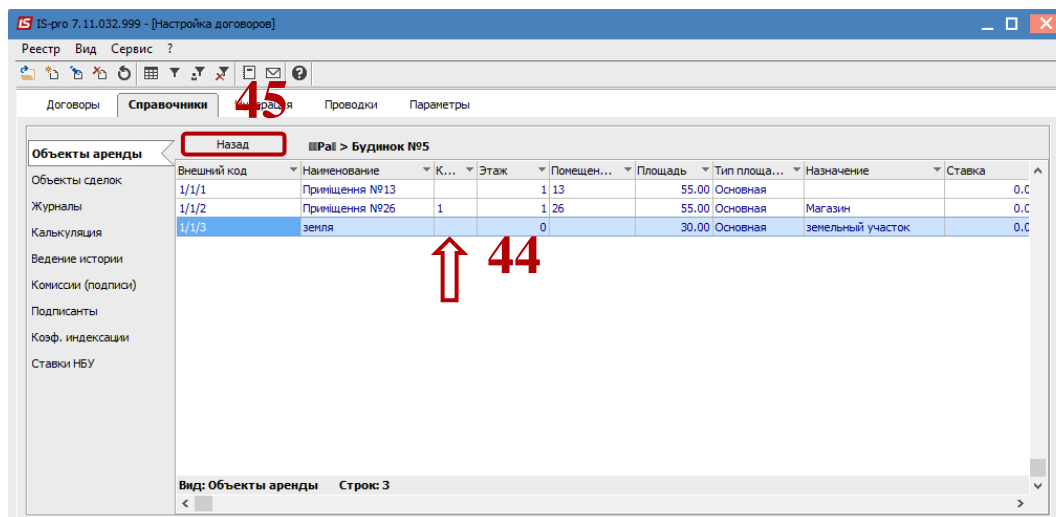 IS-pro 7.11.032.999 - [Настройка договоров]
Реестр Вид Сервис ?
Договоры Справочники Проводки Параметры
45
Назад > Будинок №5
Объекты аренды
Объекты сделок
Журналы
Калькуляция
Ведение истории
Комиссии (подписи)
Подписанты
Коэф. индексации
Ставки НБУ
Внешний код Наименование К... Этаж Помещен... Площадь Тип площа... Назначение Ставка
1/1/1 Приміщення №13 1 13 55.00 Основная 0.0
1/1/2 Приміщення №26 1 1 26 55.00 Основная Магазин 0.0
1/1/3 земля 0 30.00 Основная земельный участок 0.0
44
Вид: Объекты аренды Строк: 3